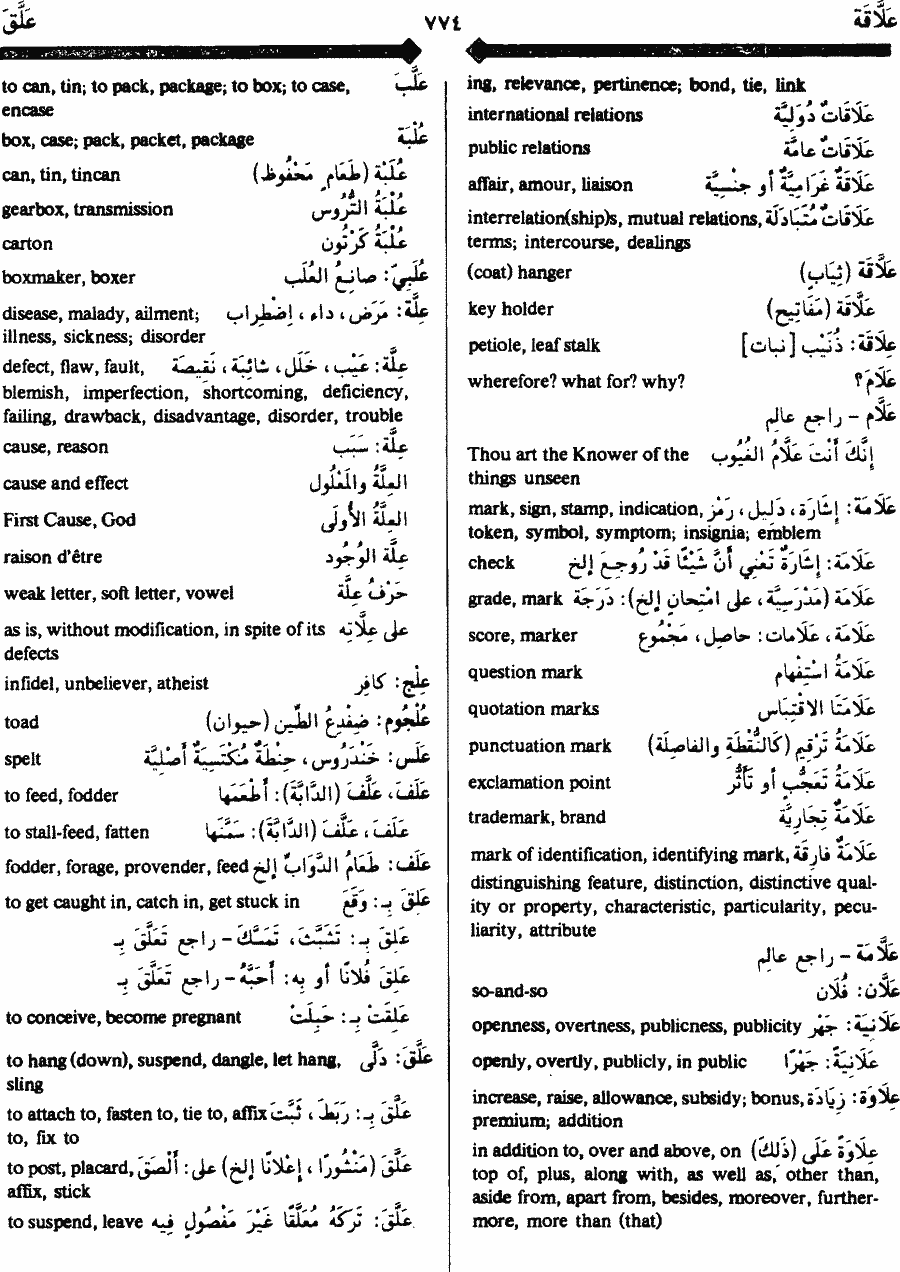 عَلَاقَة ٧٧٤ عَلَّقَ
ing, relevance, pertinence; bond, tie, link
international relations عَلَاقَاتٌ دُوَلِيَّة
public relations عَلَاقَاتٌ عَامَّة
affair, amour, liaison عَلَاقَةٌ غَرَامِيَّةٌ أو جِنْسِيَّة
interrelation(ship)s, mutual relations, عَلَاقَاتٌ مُتَبَادَلَة
terms; intercourse, dealings
(coat) hanger عَلَّاقَة (ثِيَابٍ)
key holder عَلَّاقَة (مَفَاتِيح)
petiole, leaf stalk عَلَّاقَة: ذُنَيْب [نبات]
wherefore? what for? why? عَلَامَ؟
عَلَّام – راجع عالِم
Thou art the Knower of the إِنَّكَ أَنْتَ عَلَّامُ الغُيُوب
things unseen
mark, sign, stamp, indication, عَلَامَة: إِشَارَة، دَلِيل، رَمْز
token, symbol, symptom; insignia; emblem
check عَلَامَة: إِشَارَةٌ تَعْنِي أَنَّ شَيْئًا قَدْ رُوجِعَ إلخ
grade, mark عَلَامَة (مَدْرَسِيَّة، على امْتِحانٍ إلخ): دَرَجَة
score, marker عَلَامَة، عَلَامات: حاصِل، مَجْمُوع
question mark عَلَامَةُ اسْتِفْهام
quotation marks عَلَامَتَا الاقْتِبَاس
punctuation mark عَلَامَةُ تَرْقِيم (كَالنُّقْطَةِ والفاصِلَة)
exclamation point عَلَامَةُ تَعَجُّبٍ أو تَأَثُّر
trademark, brand عَلَامَةٌ تِجَارِيَّة
mark of identification, identifying mark, عَلَامَةٌ فارِقَة
distinguishing feature, distinction, distinctive qual-
ity or property, characteristic, particularity, pecu-
liarity, attribute
عَلَّامَة – راجع عالِم
so-and-so عَلَّان: فُلَان
openness, overtness, publicness, publicity عَلَانِيَة: جَهْر
openly, overtly, publicly, in public عَلَانِيَةً: جَهْرًا
increase, raise, allowance, subsidy; bonus, عِلَاوَة: زِيَادَة
premium; addition
in addition to, over and above, on عِلَاوَةً عَلَى (ذَلِكَ)
top of, plus, along with, as well as, other than,
aside from, apart from, besides, moreover, further-
more, more than (that)
to can, tin; to pack, package; to box; to case, عَلَّبَ
encase
box, case; pack, packet, package عُلْبَة
can, tin, tincan عُلْبَة (طَعَامٍ مَحْفُوظ)
gearbox, transmission عُلْبَةُ التُّرُوس
carton عُلْبَةُ كَرْتُون
boxmaker, boxer عُلَبِيّ: صانِعُ العُلَب
disease, malady, ailment; عِلَّة: مَرَض، داء، اِضْطِراب
illness, sickness; disorder
defect, flaw, fault, عِلَّة: عَيْب، خَلَل، شائِبَة، نَقِيصَة
blemish, imperfection, shortcoming, deficiency,
failing, drawback, disadvantage, disorder, trouble
cause, reason عِلَّة: سَبَب
cause and effect العِلَّةُ والمَعْلُول
First Cause, God العِلَّةُ الأُولَى
raison d'être عِلَّةُ الوُجُود
weak letter, soft letter, vowel حَرْفُ عِلَّة
as is, without modification, in spite of its على عِلَّاتِه
defects
infidel, unbeliever, atheist عِلْج: كافِر
toad عُلْجُوم: ضِفْدِعُ الطِّين (حيوان)
spelt عَلَس: خَنْدَرُوس، حِنْطَةٌ مُكْتَسِيَةٌ أَصْلِيَّة
to feed, fodder عَلَفَ، عَلَّفَ (الدَّابَّةَ): أَطْعَمَها
to stall-feed, fatten عَلَفَ، عَلَّفَ (الدَّابَّةَ): سَمَّنَها
fodder, forage, provender, feed عَلَف: طَعَامُ الدَّوَابِّ إلخ
to get caught in, catch in, get stuck in عَلِقَ بـ: وَقَعَ
عَلِقَ بـ: تَشَبَّثَ، تَمَسَّكَ – راجع تَعَلَّقَ بـ
عَلِقَ فُلَانًا أو بِهِ: أَحَبَّهُ – راجع تَعَلَّقَ بـ
to conceive, become pregnant عَلِقَتْ بـ: حَبِلَتْ
to hang (down), suspend, dangle, let hang, عَلَّقَ: دَلَّى
sling
to attach to, fasten to, tie to, affix عَلَّقَ بـ: رَبَطَ، ثَبَّتَ
to, fix to
to post, placard, عَلَّقَ (مَنْشُورًا، إعْلانًا إلخ) على: أَلْصَقَ
affix, stick
to suspend, leave عَلَّقَ: تَرَكَهُ مُعَلَّقًا غَيْرَ مَفْصُولٍ فيه